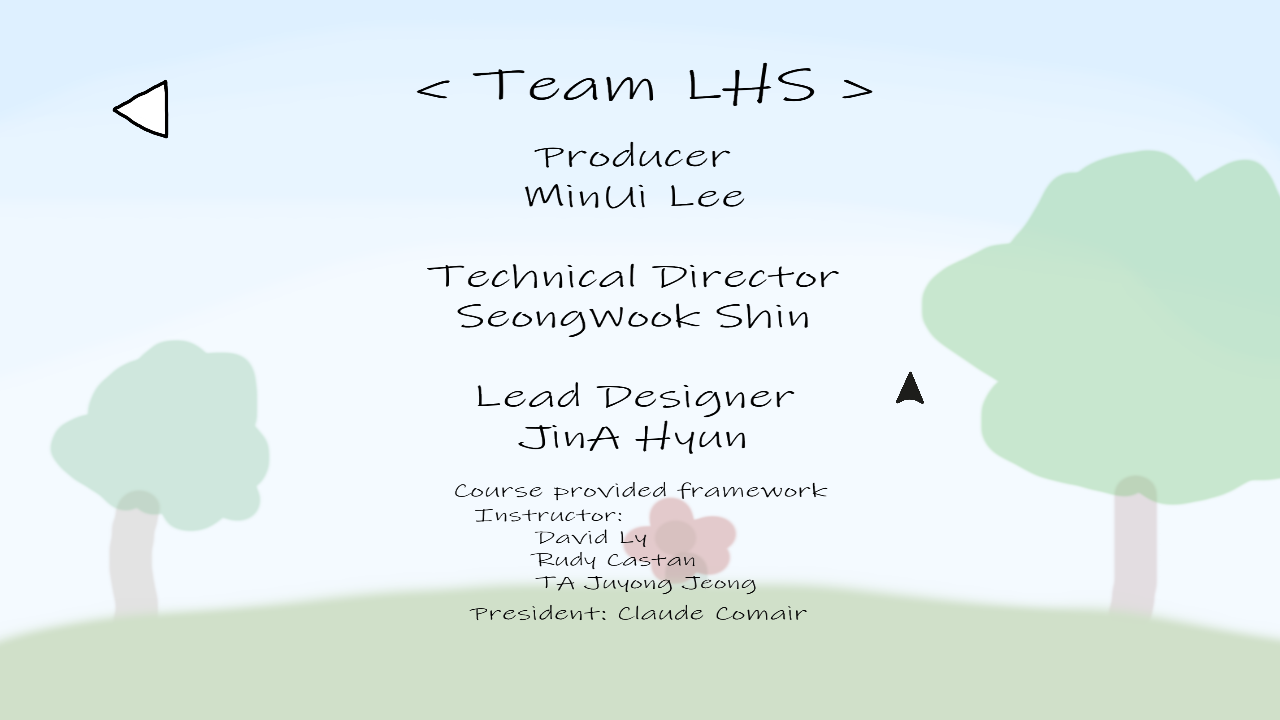 < Team LHS >
Producer
MinUi Lee
Technical Director
SeongWook Shin
Lead Designer
JinA Hyun
Course provided framework
Instructor:
David Ly
Rudy Castan
TA Juyong Jeong
President: Claude Comair